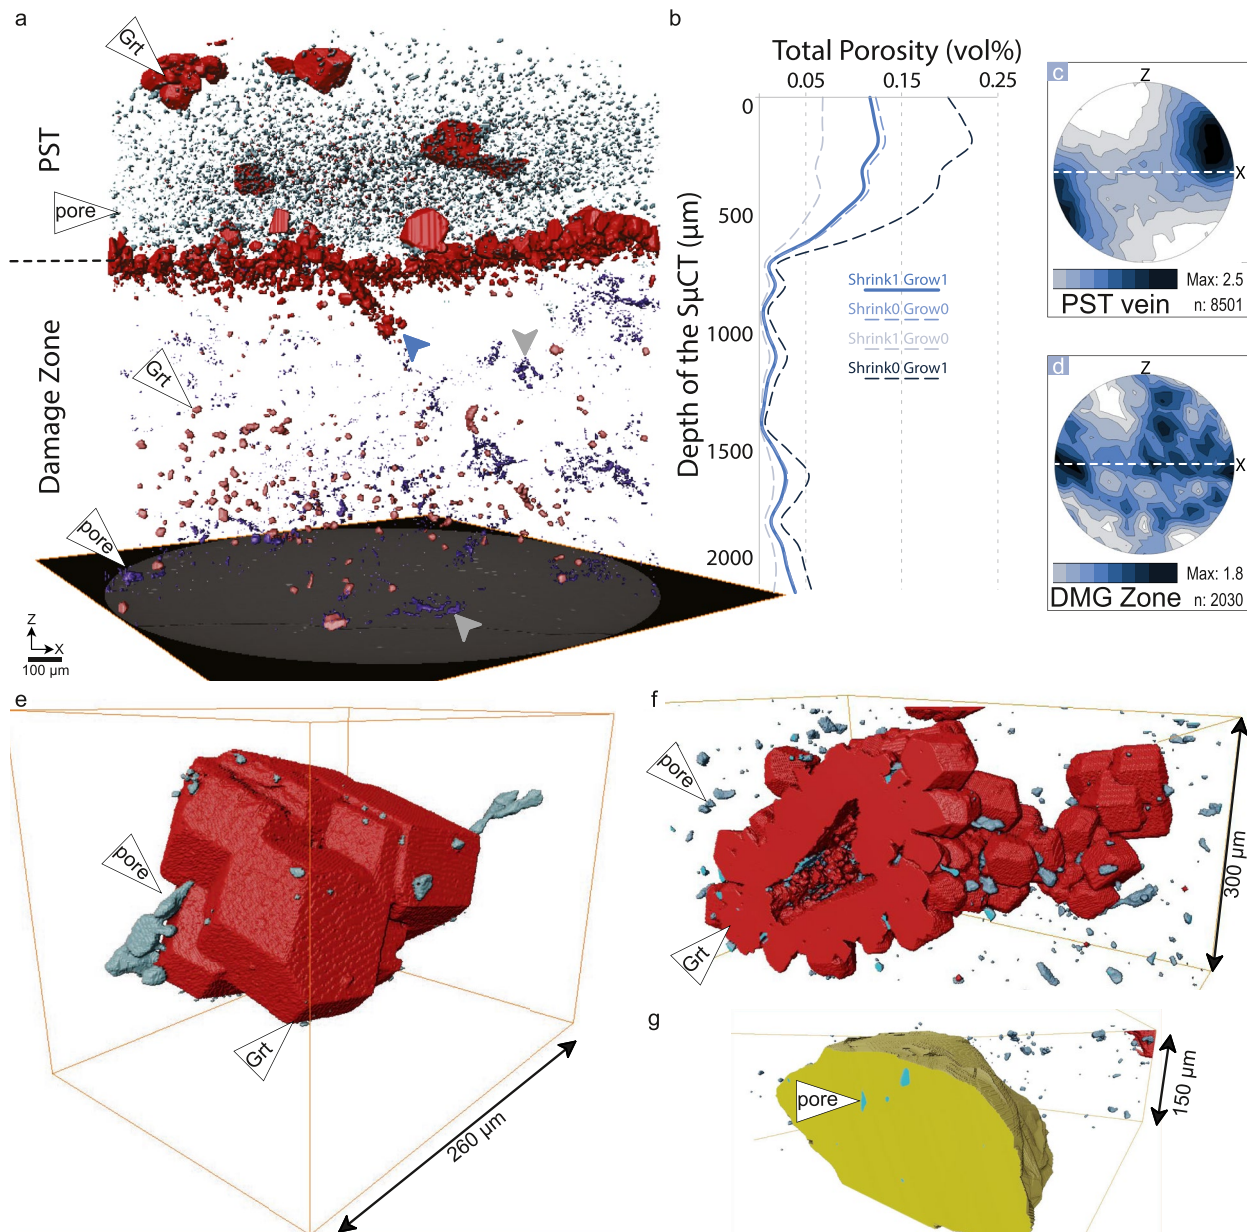 a
Grt
PST
pore
Damage Zone
Grt
pore
Z
X
100 µm
b
Total Porosity (vol%)
0.05
0.15
0.25
Depth of the SµCT (µm)
0
500
1000
1500
2000
Shrink1 Grow1
Shrink0 Grow0
Shrink1 Grow0
Shrink0 Grow1
c
Z
X
Max: 2.5
PST vein
n: 8501
d
Z
X
Max: 1.8
DMG Zone
n: 2030
e
pore
Grt
260 µm
f
pore
Grt
300 µm
g
pore
150 µm